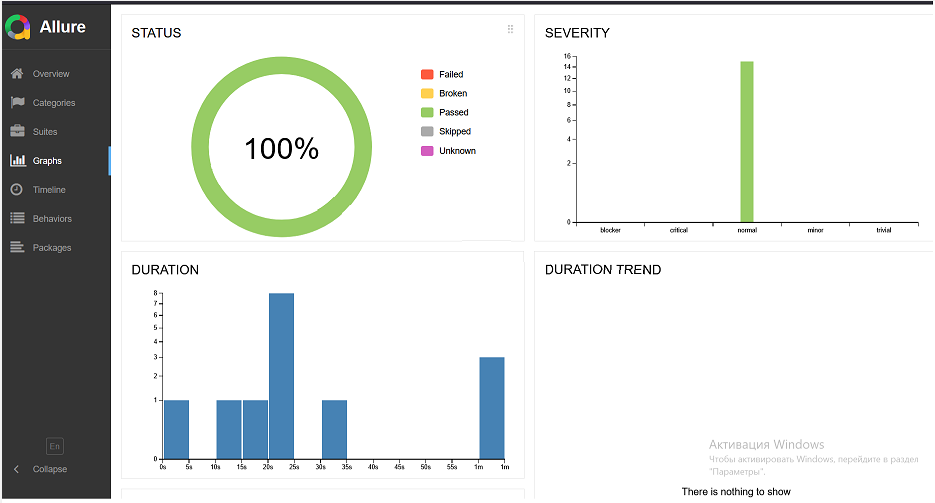 Allure
Overview
Categories
Suites
Graphs
Timeline
Behaviors
Packages
En
Collapse
STATUS
100%
Failed
Broken
Passed
Skipped
Unknown
SEVERITY
16
14
12
10
8
6
4
2
0
blocker critical normal minor trivial
DURATION
8
7
6
5
4
3
2
1
0
0s 5s 10s 15s 20s 25s 30s 35s 40s 45s 50s 55s 1m 1m
DURATION TREND
Активация Windows
Чтобы активировать Windows, перейдите в раздел
"Параметры".
There is nothing to show